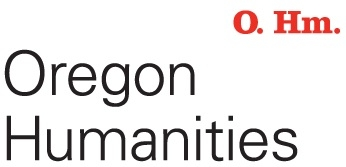 O. Hm.
Oregon
Humanities